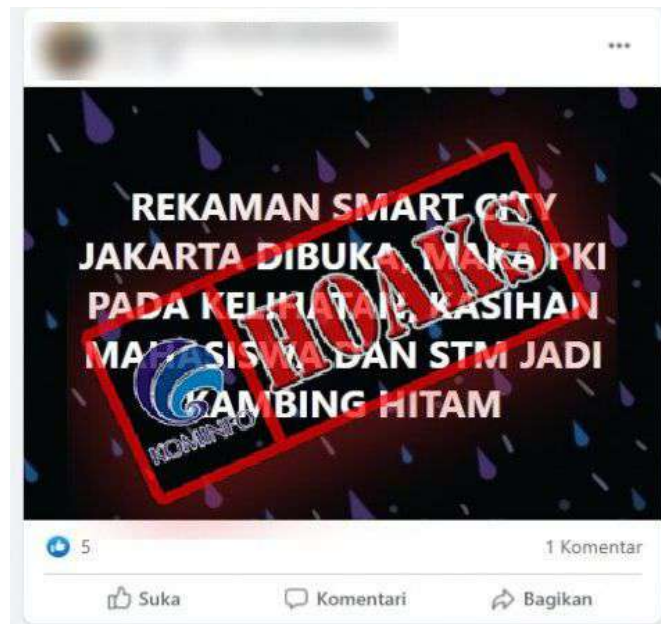 REKAMAN SMART CITY
JAKARTA DIBUKA, MAKA PKI
PADA KELIHATAN, KASIHAN
MAHASISWA DAN STM JADI
KAMBING HITAM
HOAKS
KOMINFO
5
1 Komentar
Suka
Komentari
Bagikan